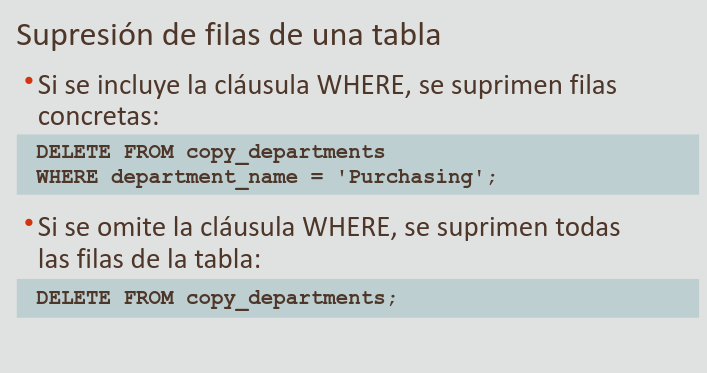 Supresión de filas de una tabla
•Si se incluye la cláusula WHERE, se suprimen filas
concretas:
DELETE FROM copy_departments
WHERE department_name = 'Purchasing';
•Si se omite la cláusula WHERE, se suprimen todas
las filas de la tabla:
DELETE FROM copy_departments;